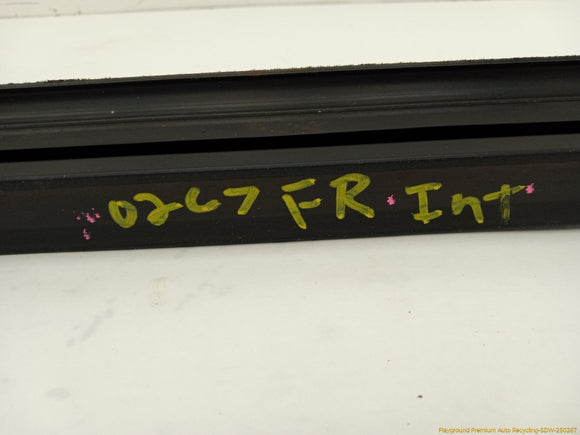 0267 FR Int
Playground Premium Auto Recycling-SDW-250267